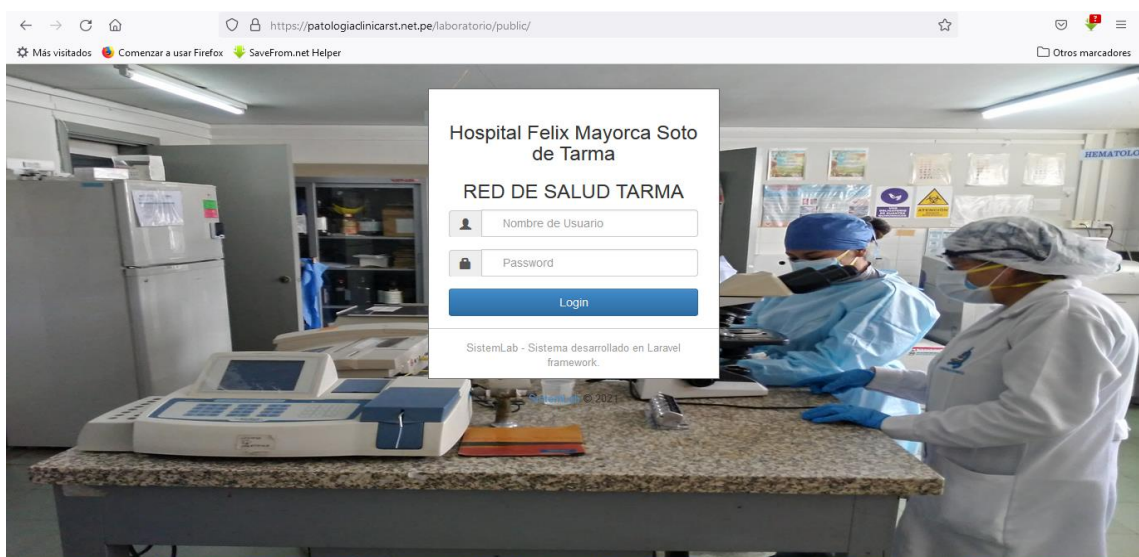 https://patologiaclinicarst.net.pe/laboratorio/public/
Más visitados
Comenzar a usar Firefox
SaveFrom.net Helper
Otros marcadores
Hospital Felix Mayorca Soto
de Tarma
RED DE SALUD TARMA
Nombre de Usuario
Password
Login
SistemLab - Sistema desarrollado en Laravel
framework.
SistemLab © 2021
HEMATOLO
ATENCIÓN